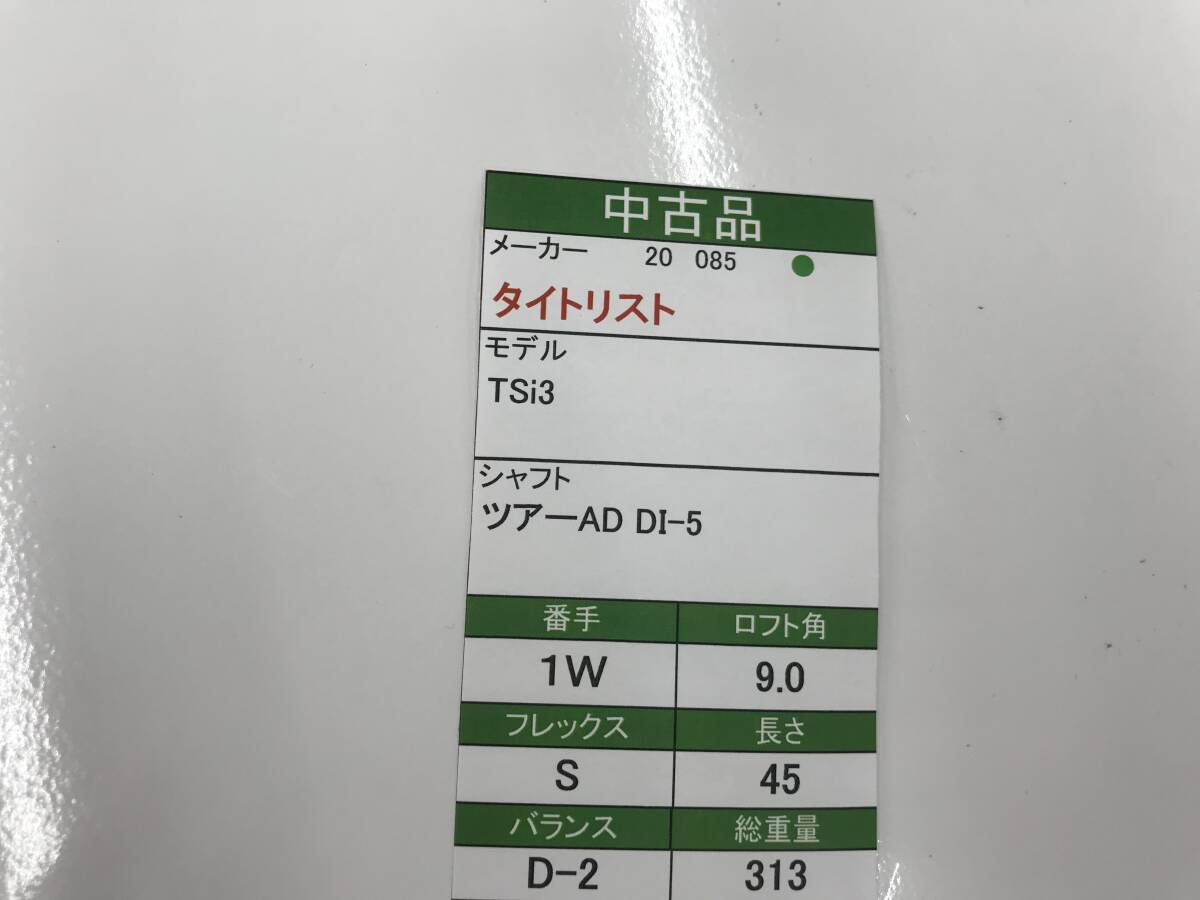 中古品
メーカー 20 085 ●
タイトリスト
モデル
TSi3
シャフト
ツアーAD DI-5
番手 ロフト角
1W 9.0
フレックス 長さ
S 45
バランス 総重量
D-2 313